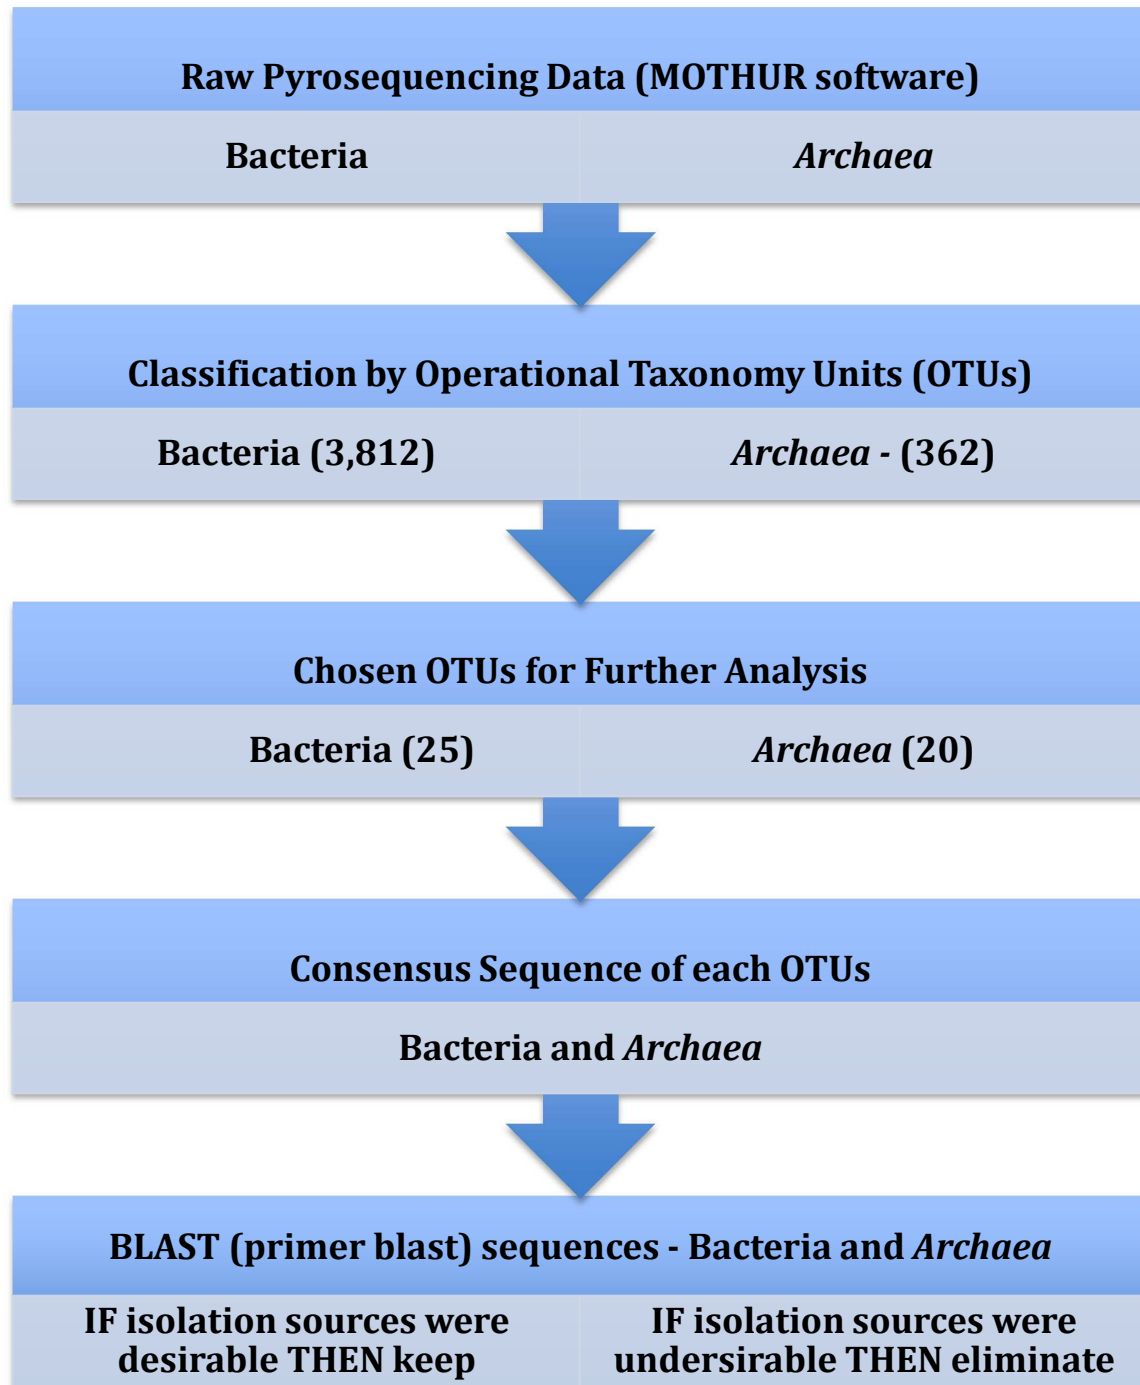 Raw Pyrosequencing Data (MOTHUR software)
Bacteria
Archaea
Classification by Operational Taxonomy Units (OTUs)
Bacteria (3,812)
Archaea - (362)
Chosen OTUs for Further Analysis
Bacteria (25)
Archaea (20)
Consensus Sequence of each OTUs
Bacteria and Archaea
BLAST (primer blast) sequences - Bacteria and Archaea
IF isolation sources were
desirable THEN keep
IF isolation sources were
undersirable THEN eliminate